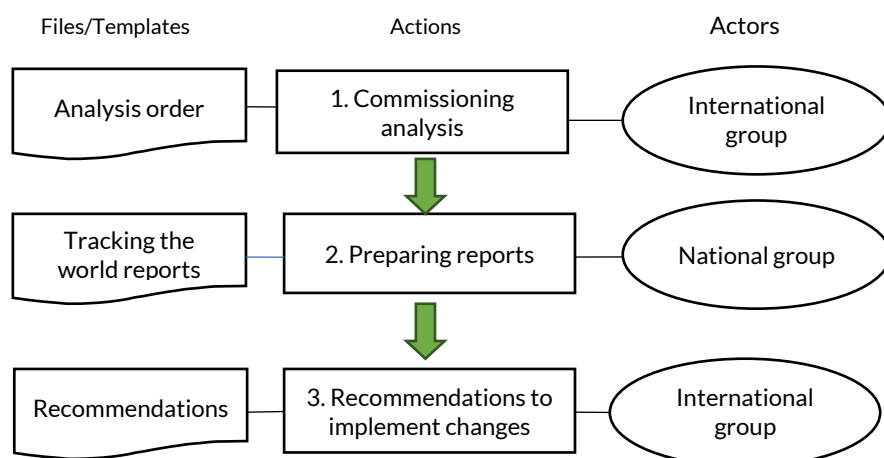 Files/Templates Actions Actors
Analysis order
1. Commissioning
analysis
International
group
Tracking the
world reports
2. Preparing reports
National group
Recommendations
3. Recommendations to
implement changes
International
group